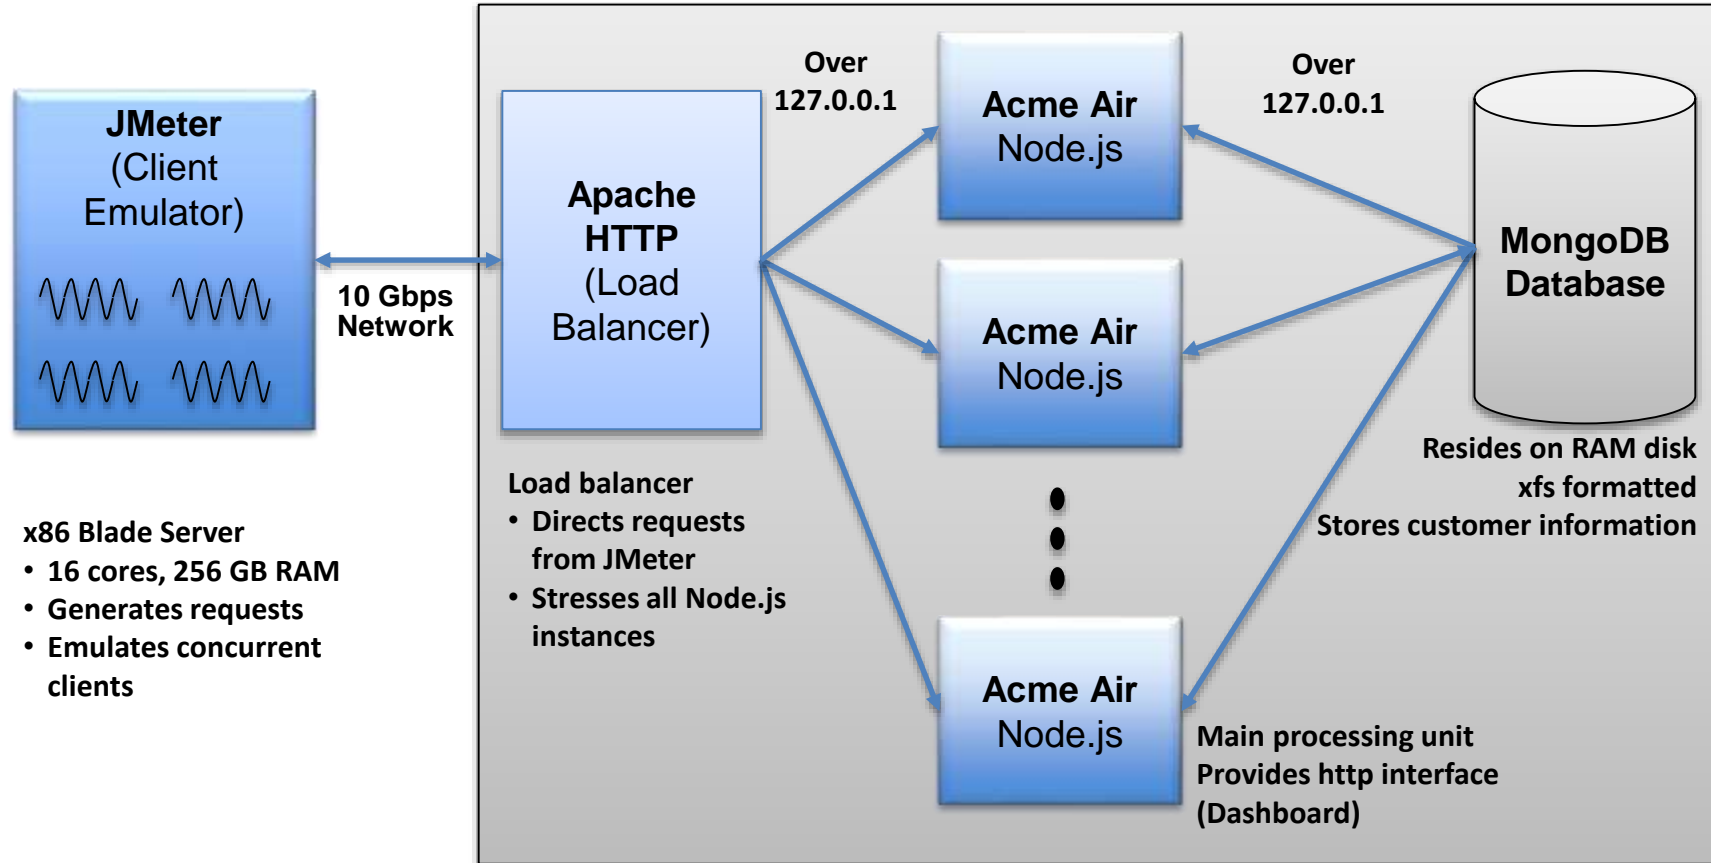 JMeter
(Client
Emulator)
10 Gbps
Network
x86 Blade Server
• 16 cores, 256 GB RAM
• Generates requests
• Emulates concurrent
clients
Apache
HTTP
(Load
Balancer)
Load balancer
• Directs requests
from JMeter
• Stresses all Node.js
instances
Over
127.0.0.1
Acme Air
Node.js
Acme Air
Node.js
Acme Air
Node.js
Main processing unit
Provides http interface
(Dashboard)
Over
127.0.0.1
MongoDB
Database
Resides on RAM disk
xfs formatted
Stores customer information